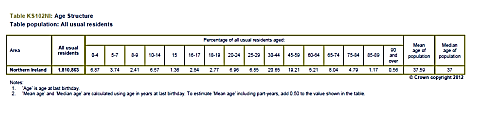 Table KS102NI: Age Structure
Table population: All usual residents
Percentage of all usual residents aged:
Area All usual residents 0-4 5-7 8-9 10-14 15 16-17 18-19 20-24 25-29 30-44 45-59 60-64 65-74 75-84 85-89 90 and over Mean age of population Median age of population
Northern Ireland 1,810,863 6.87 3.74 2.41 6.57 1.36 2.84 2.77 6.96 6.85 20.65 19.21 5.21 8.04 4.79 1.17 0.56 37.59 37
© Crown copyright 2012
Notes
1. 'Age' is age at last birthday.
2. 'Mean age' and 'Median age' are calculated using age in years at last birthday. To estimate 'Mean age' including part-years, add 0.50 to the value shown in the table.